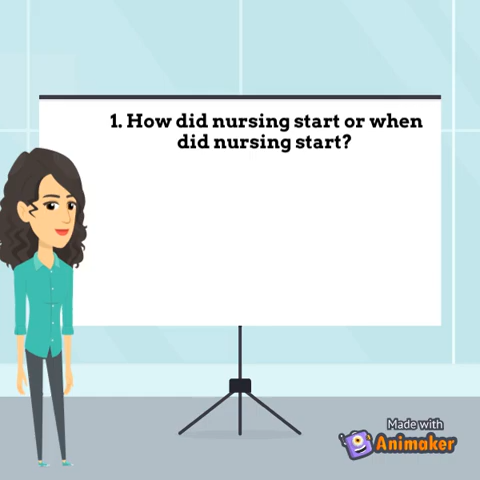 1. How did nursing start or when
did nursing start?
Made with
Animaker